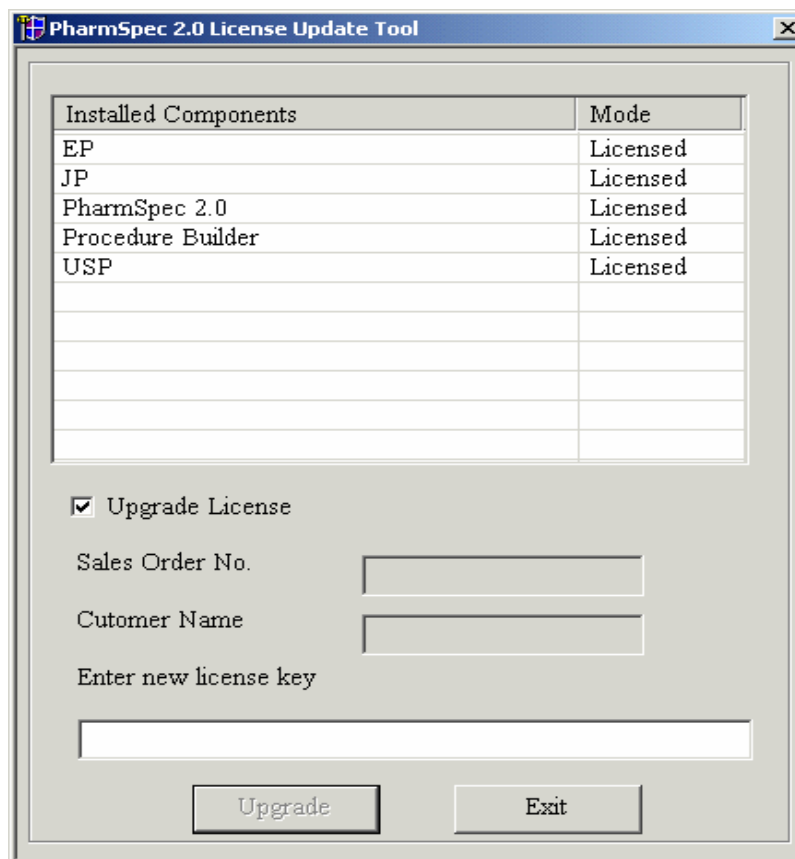 PharmSpec 2.0 License Update Tool
Installed Components Mode
EP Licensed
JP Licensed
PharmSpec 2.0 Licensed
Procedure Builder Licensed
USP Licensed
Upgrade License
Sales Order No.
Cutomer Name
Enter new license key
Upgrade Exit